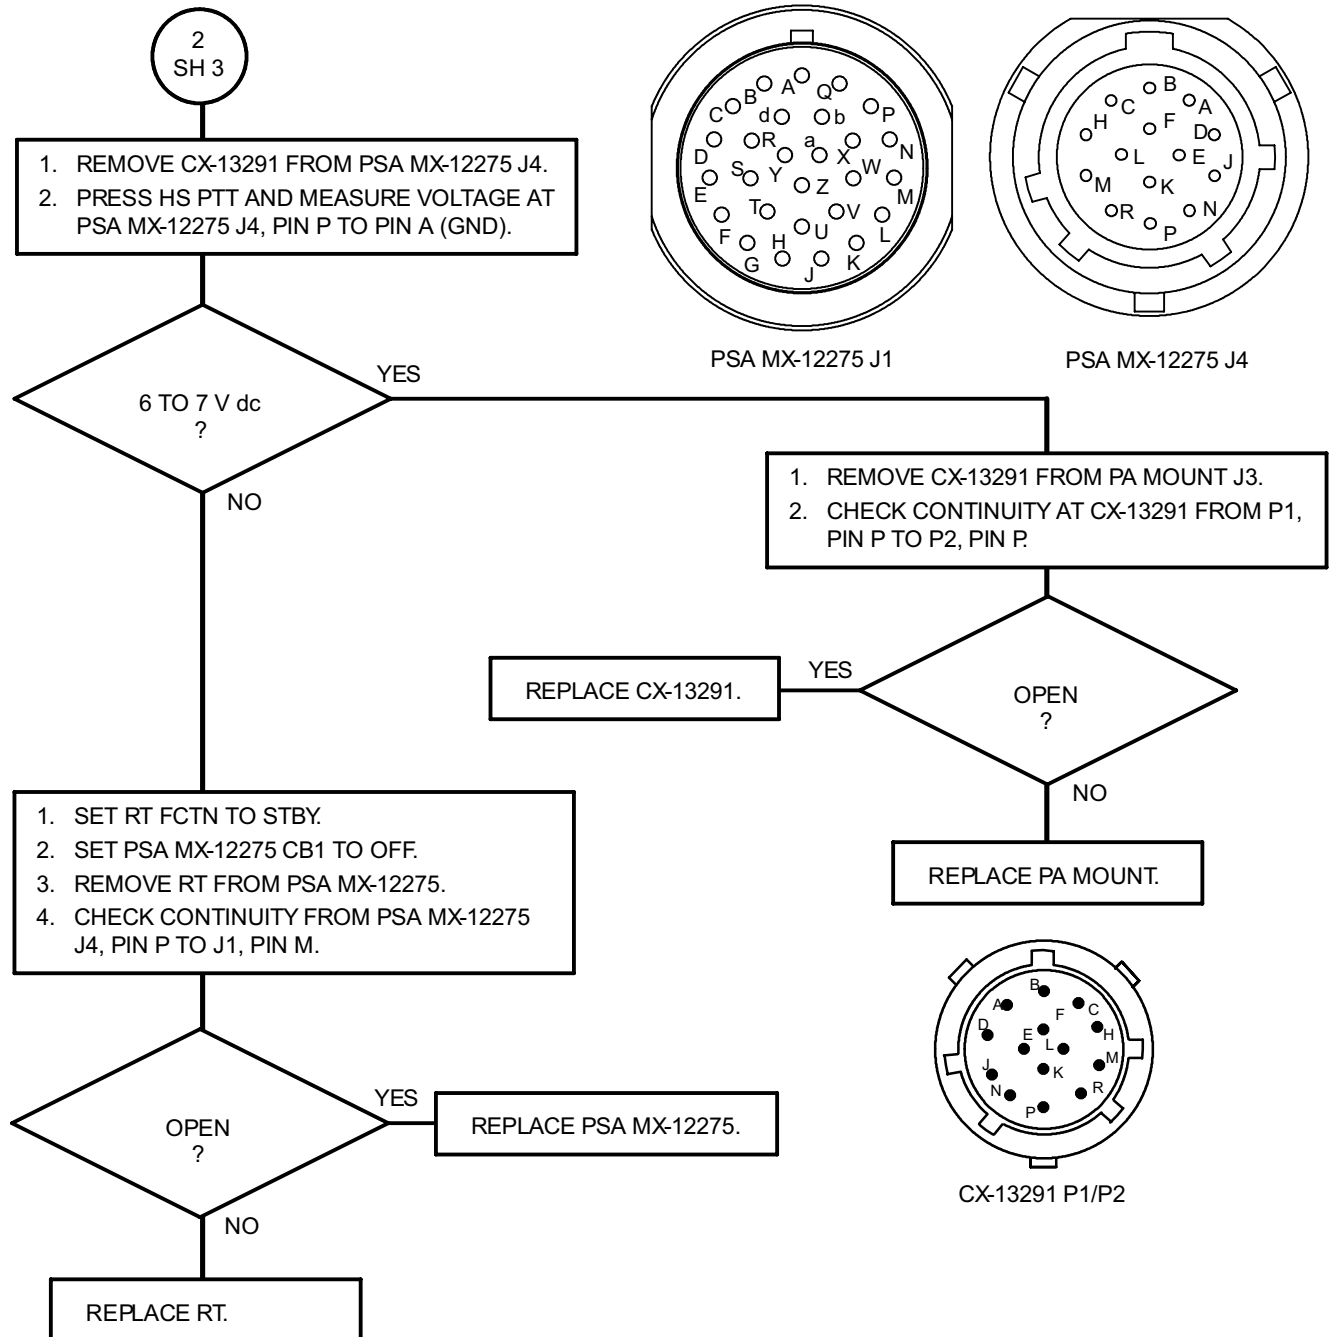 2
SH 3
1. REMOVE CX-13291 FROM PSA MX-12275 J4.
2. PRESS HS PTT AND MEASURE VOLTAGE AT
PSA MX-12275 J4, PIN P TO PIN A (GND).
A
B
Q
C
d
b
P
D
R
a
X
N
S
Y
W
E
Z
M
T
V
F
U
L
G
H
J
K
PSA MX-12275 J1
B
C
A
H
F
D
L
E
J
M
K
R
N
P
PSA MX-12275 J4
6 TO 7 V dc
?
YES
NO
1. REMOVE CX-13291 FROM PA MOUNT J3.
2. CHECK CONTINUITY AT CX-13291 FROM P1,
PIN P TO P2, PIN P.
OPEN
?
YES
REPLACE CX-13291.
NO
REPLACE PA MOUNT.
1. SET RT FCTN TO STBY.
2. SET PSA MX-12275 CB1 TO OFF.
3. REMOVE RT FROM PSA MX-12275.
4. CHECK CONTINUITY FROM PSA MX-12275
J4, PIN P TO J1, PIN M.
B
A
F
C
D
E
L
H
J
K
M
N
R
P
CX-13291 P1/P2
OPEN
?
YES
REPLACE PSA MX-12275.
NO
REPLACE RT.